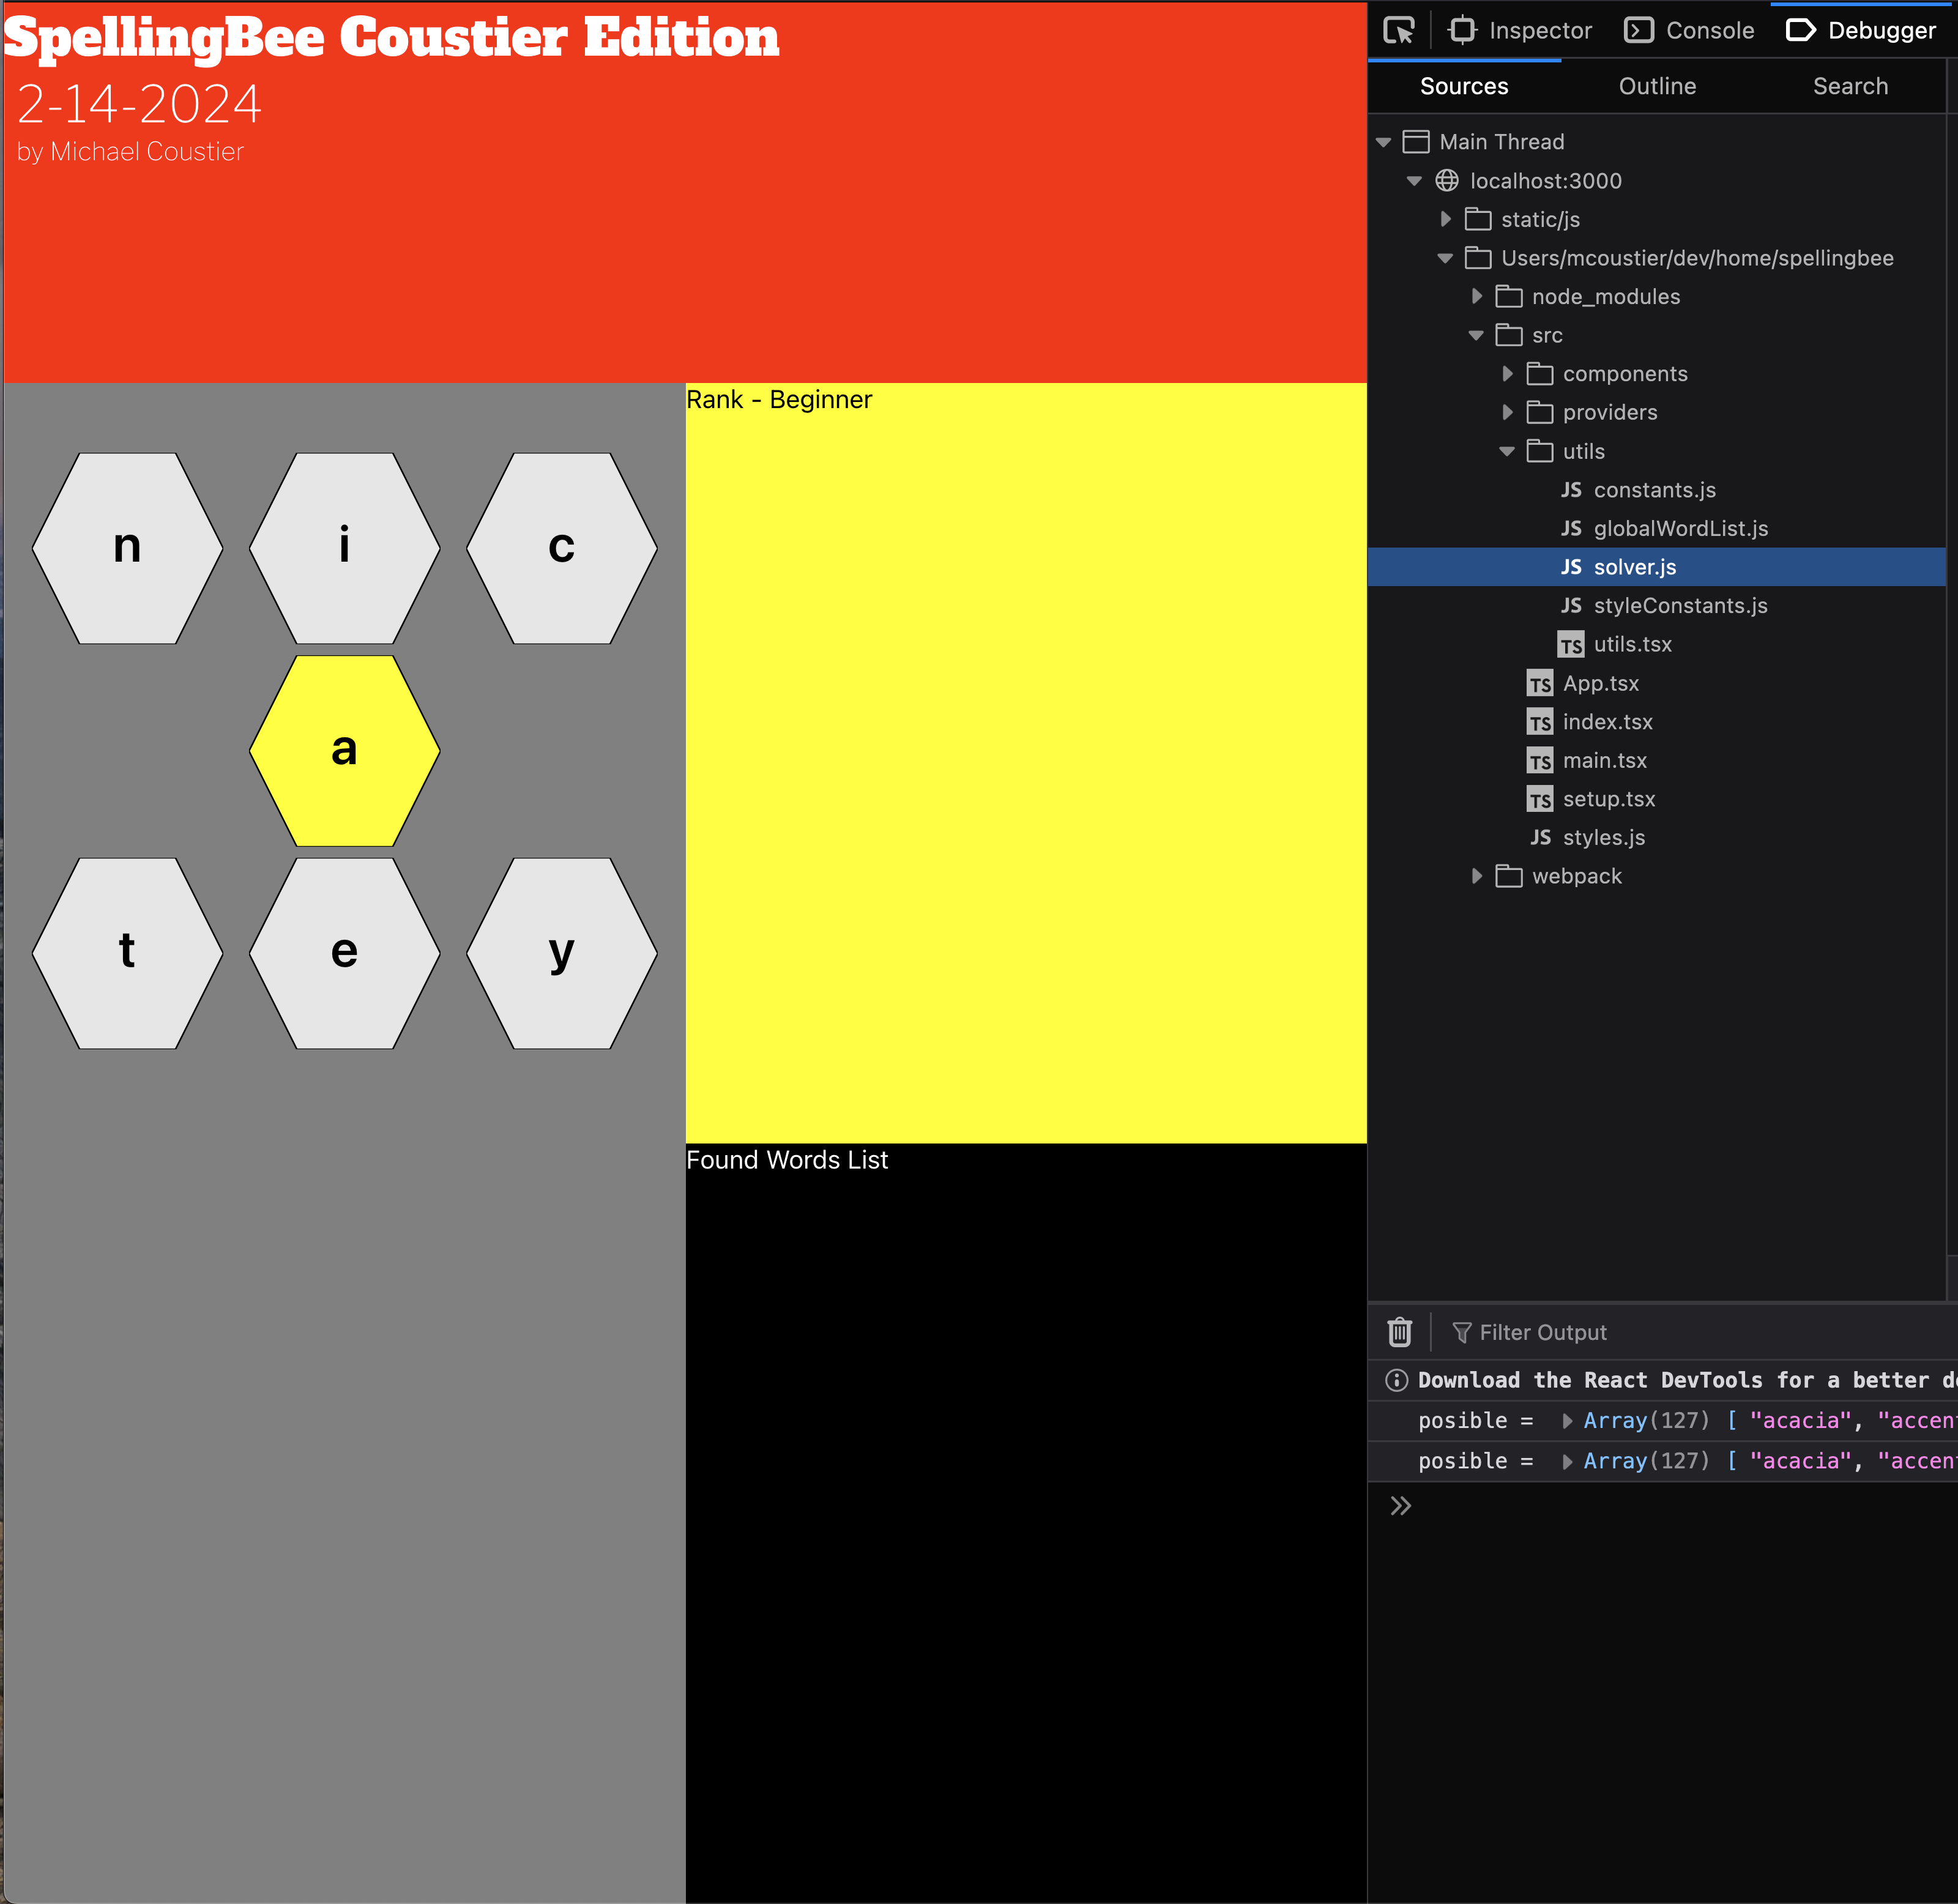 SpellingBee Coustier Edition
2-14-2024
by Michael Coustier
n i c
a
t e y
Rank - Beginner
Found Words List
Inspector Console Debugger
Sources Outline Search
Main Thread
localhost:3000
static/js
Users/mcoustier/dev/home/spellingbee
node_modules
src
components
providers
utils
JS constants.js
JS globalWordList.js
JS solver.js
JS styleConstants.js
TS utils.tsx
TS App.tsx
TS index.tsx
TS main.tsx
TS setup.tsx
JS styles.js
webpack
Filter Output
Download the React DevTools for a better d
posible = Array(127) [ "acacia", "accen
posible = Array(127) [ "acacia", "accen